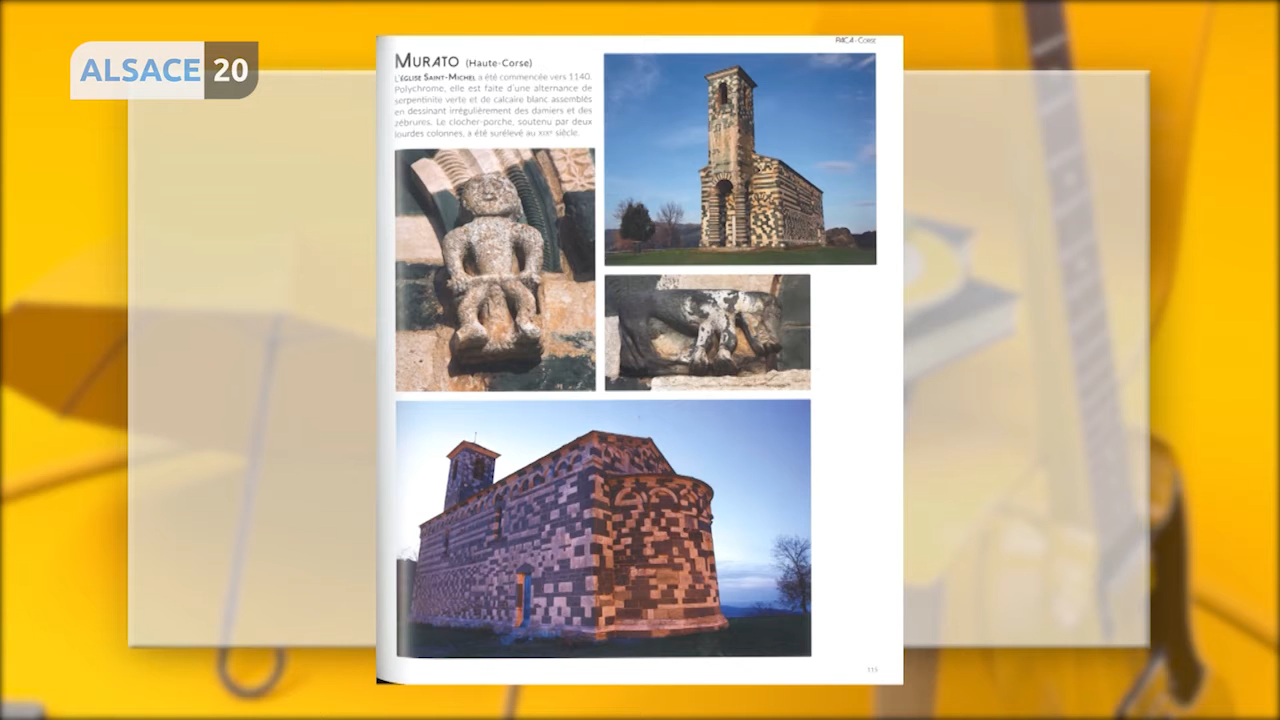 ALSACE 20
PACA - Corse
MURATO (Haute-Corse)
L'ÉGLISE SAINT-MICHEL a été commencée vers 1140.
Polychrome, elle est faite d'une alternance de
serpentinite verte et de calcaire blanc assemblés
en dessinant irrégulièrement des damiers et des
zébrures. Le clocher-porche, soutenu par deux
lourdes colonnes, a été surélevé au XIXe siècle.